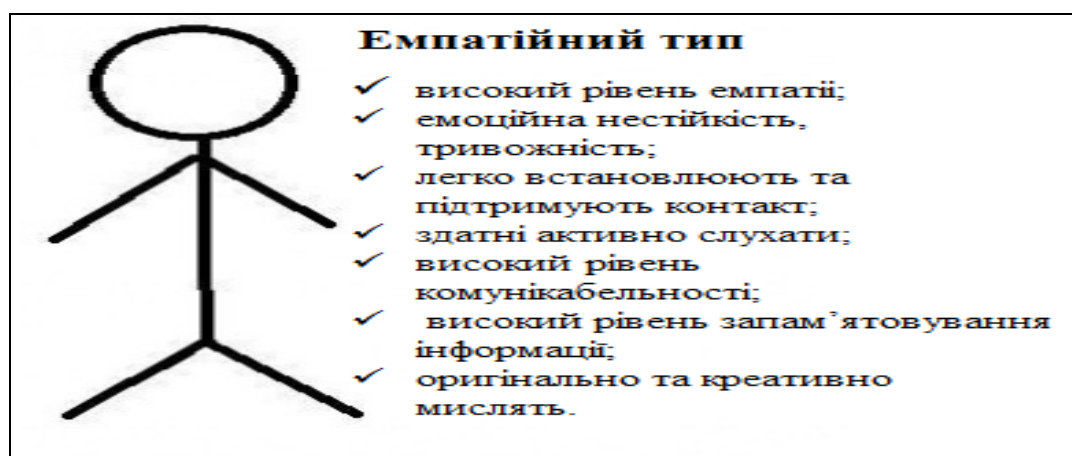 Емпатійний тип
✓ високий рівень емпатії;
✓ емоційна нестійкість,
тривожність;
✓ легко встановлюють та
підтримують контакт;
✓ здатні активно слухати;
✓ високий рівень
комунікабельності;
✓ високий рівень запам’ятовування
інформації;
✓ оригінально та креативно
мислять.